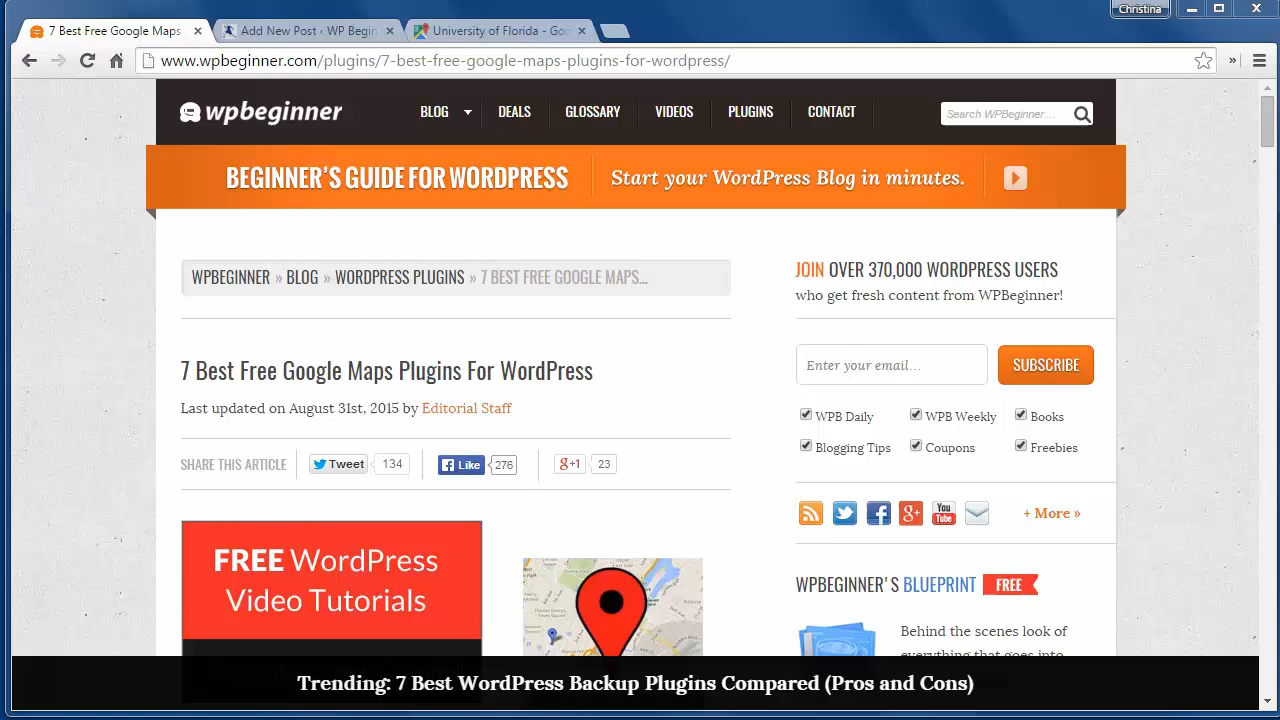 Christina
7 Best Free Google Maps
Add New Post ‹ WP Begin
University of Florida - Goo
www.wpbeginner.com/plugins/7-best-free-google-maps-plugins-for-wordpress/
wpbeginner
BLOG
DEALS
GLOSSARY
VIDEOS
PLUGINS
CONTACT
Search WPBeginner...
BEGINNER'S GUIDE FOR WORDPRESS
Start your WordPress Blog in minutes.
WPBEGINNER » BLOG » WORDPRESS PLUGINS » 7 BEST FREE GOOGLE MAPS...
7 Best Free Google Maps Plugins For WordPress
Last updated on August 31st, 2015 by Editorial Staff
SHARE THIS ARTICLE
Tweet 134
Like 276
g+1 23
FREE WordPress
Video Tutorials
JOIN OVER 370,000 WORDPRESS USERS
who get fresh content from WPBeginner!
Enter your email...
SUBSCRIBE
WPB Daily
WPB Weekly
Books
Blogging Tips
Coupons
Freebies
You
Tube
+ More »
WPBEGINNER'S BLUEPRINT FREE
Behind the scenes look of
everything that goes into
Trending: 7 Best WordPress Backup Plugins Compared (Pros and Cons)